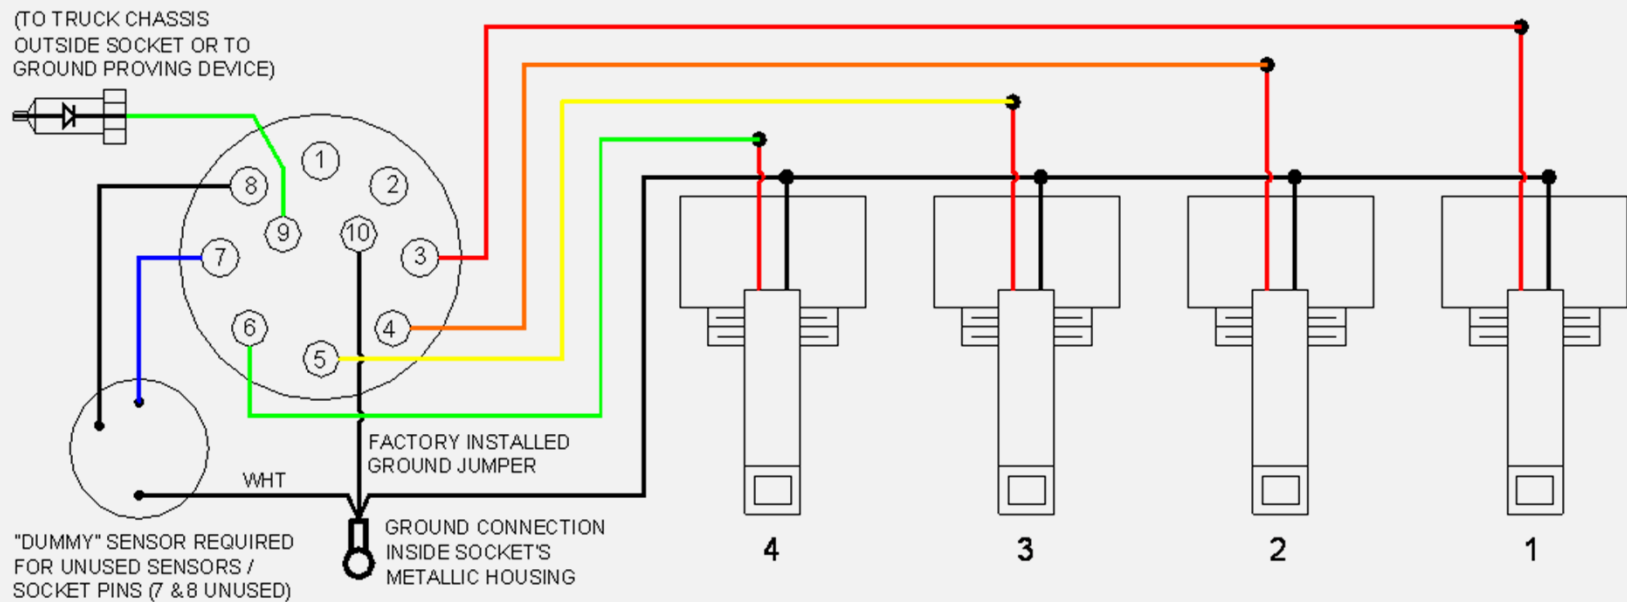 (TO TRUCK CHASSIS
OUTSIDE SOCKET OR TO
GROUND PROVING DEVICE)
1
2
8
9
10
3
7
6
4
5
FACTORY INSTALLED
GROUND JUMPER
WHT
GROUND CONNECTION
INSIDE SOCKET'S
METALLIC HOUSING
"DUMMY" SENSOR REQUIRED
FOR UNUSED SENSORS /
SOCKET PINS (7 & 8 UNUSED)
4
3
2
1